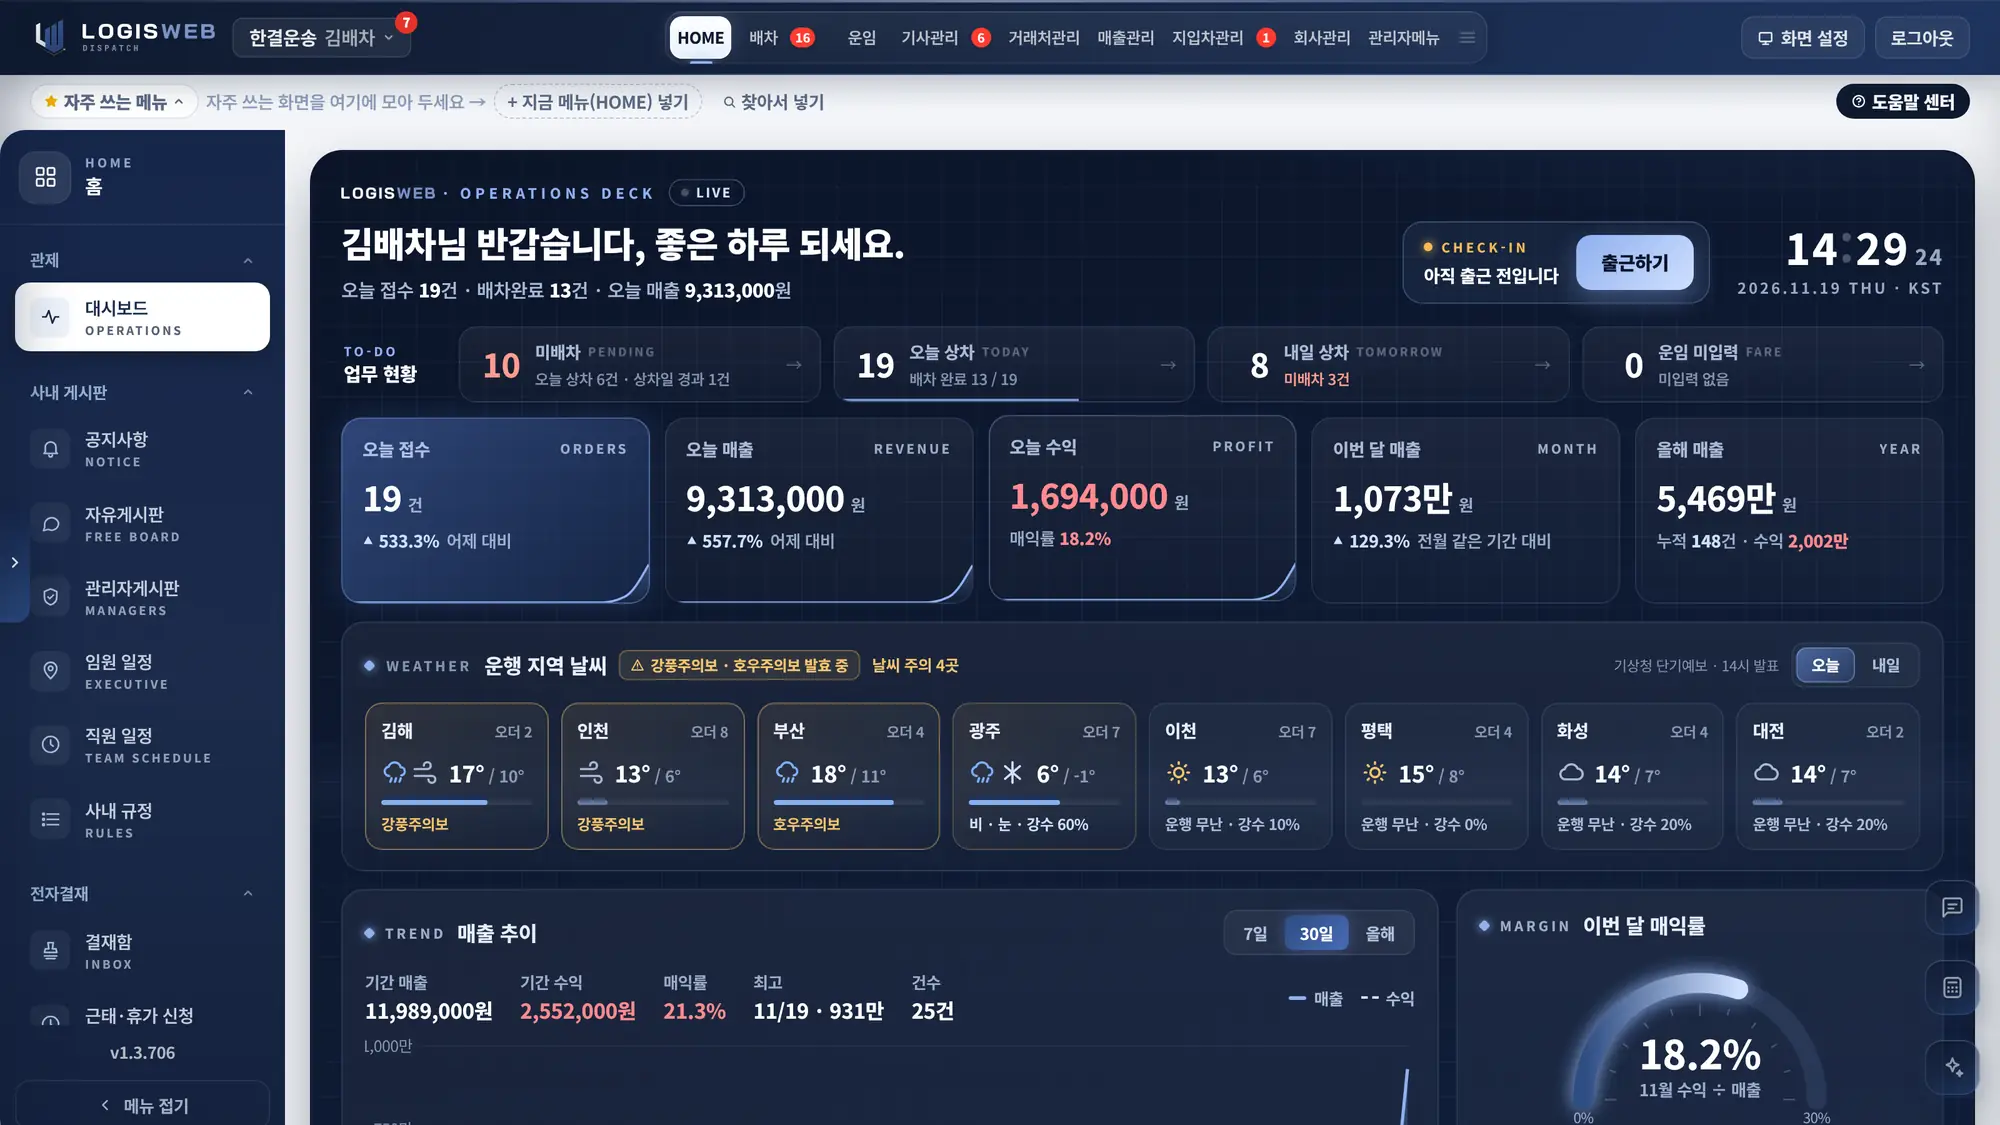 LOGISWEB
DISPATCH
한결운송 김배차
7
HOME
배차 16
운임
기사관리 6
거래처관리
매출관리
지입차관리 1
회사관리
관리자메뉴
화면 설정
로그아웃
자주 쓰는 메뉴
자주 쓰는 화면을 여기에 모아 두세요 →
+ 지금 메뉴(HOME) 넣기
찾아서 넣기
도움말 센터
HOME
홈
관제
대시보드
OPERATIONS
사내 게시판
공지사항
NOTICE
자유게시판
FREE BOARD
관리자게시판
MANAGERS
임원 일정
EXECUTIVE
직원 일정
TEAM SCHEDULE
사내 규정
RULES
전자결재
결재함
INBOX
근태·휴가 신청
v1.3.706
메뉴 접기
LOGISWEB · OPERATIONS DECK
LIVE
김배차님 반갑습니다, 좋은 하루 되세요.
오늘 접수 19건 · 배차완료 13건 · 오늘 매출 9,313,000원
CHECK-IN
아직 출근 전입니다
출근하기
14:29 24
2026.11.19 THU · KST
TO-DO
업무 현황
10
미배차 PENDING
오늘 상차 6건 · 상차일 경과 1건
→
19
오늘 상차 TODAY
배차 완료 13 / 19
→
8
내일 상차 TOMORROW
미배차 3건
→
0
운임 미입력 FARE
미입력 없음
→
오늘 접수 ORDERS
19 건
▲ 533.3% 어제 대비
오늘 매출 REVENUE
9,313,000 원
▲ 557.7% 어제 대비
오늘 수익 PROFIT
1,694,000 원
매익률 18.2%
이번 달 매출 MONTH
1,073만 원
▲ 129.3% 전월 같은 기간 대비
올해 매출 YEAR
5,469만 원
누적 148건 · 수익 2,002만
WEATHER 운행 지역 날씨
강풍주의보 · 호우주의보 발효 중
날씨 주의 4곳
기상청 단기예보 · 14시 발표
오늘
내일
김해 오더 2
17° / 10°
강풍주의보
인천 오더 8
13° / 6°
강풍주의보
부산 오더 4
18° / 11°
호우주의보
광주 오더 7
6° / -1°
비 · 눈 · 강수 60%
이천 오더 7
13° / 6°
운행 무난 · 강수 10%
평택 오더 4
15° / 8°
운행 무난 · 강수 0%
화성 오더 4
14° / 7°
운행 무난 · 강수 20%
대전 오더 2
14° / 7°
운행 무난 · 강수 20%
TREND 매출 추이
7일
30일
올해
기간 매출
11,989,000원
기간 수익
2,552,000원
매익률
21.3%
최고
11/19 · 931만
건수
25건
매출
수익
1,000만
MARGIN 이번 달 매익률
18.2%
11월 수익 ÷ 매출
0%
30%